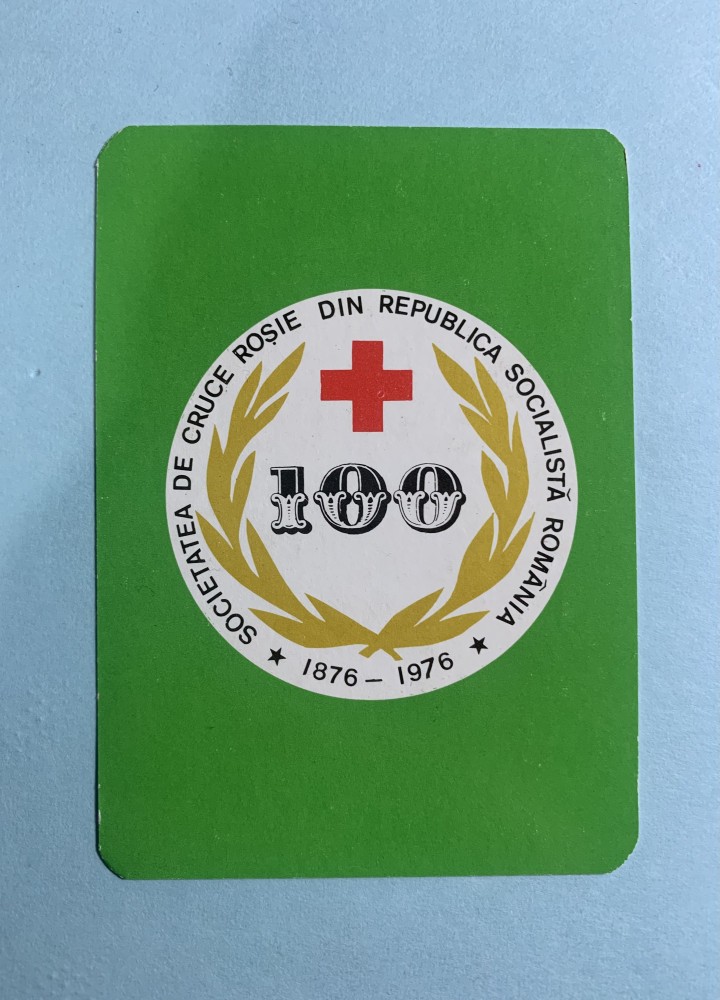 SOCIETATEA DE CRUCE ROȘIE DIN REPUBLICA SOCIALISTĂ ROMÂNIA
100
★ 1876 – 1976 ★